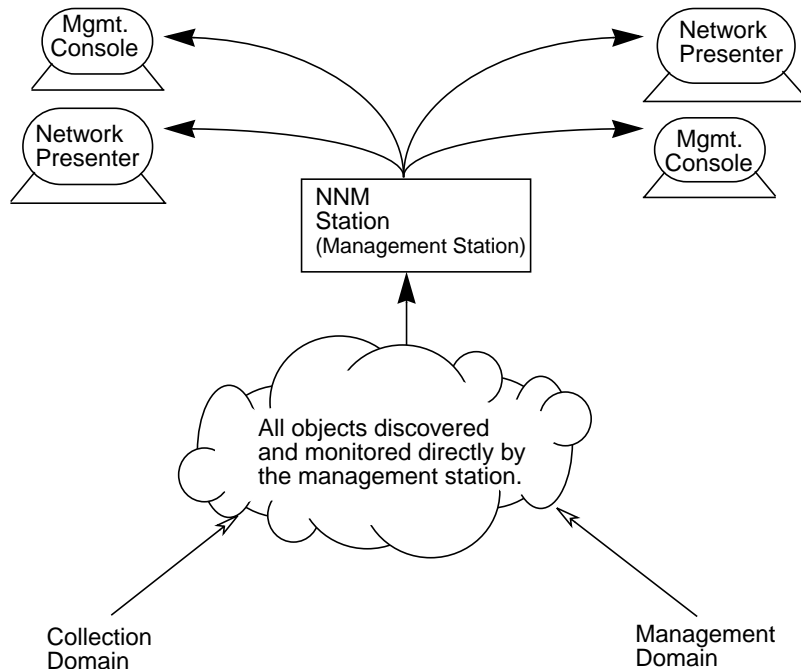 Mgmt.
Console
Network
Presenter
Network
Presenter
Mgmt.
Console
NNM
Station
(Management Station)
All objects discovered
and monitored directly by
the management station.
Collection
Domain
Management
Domain